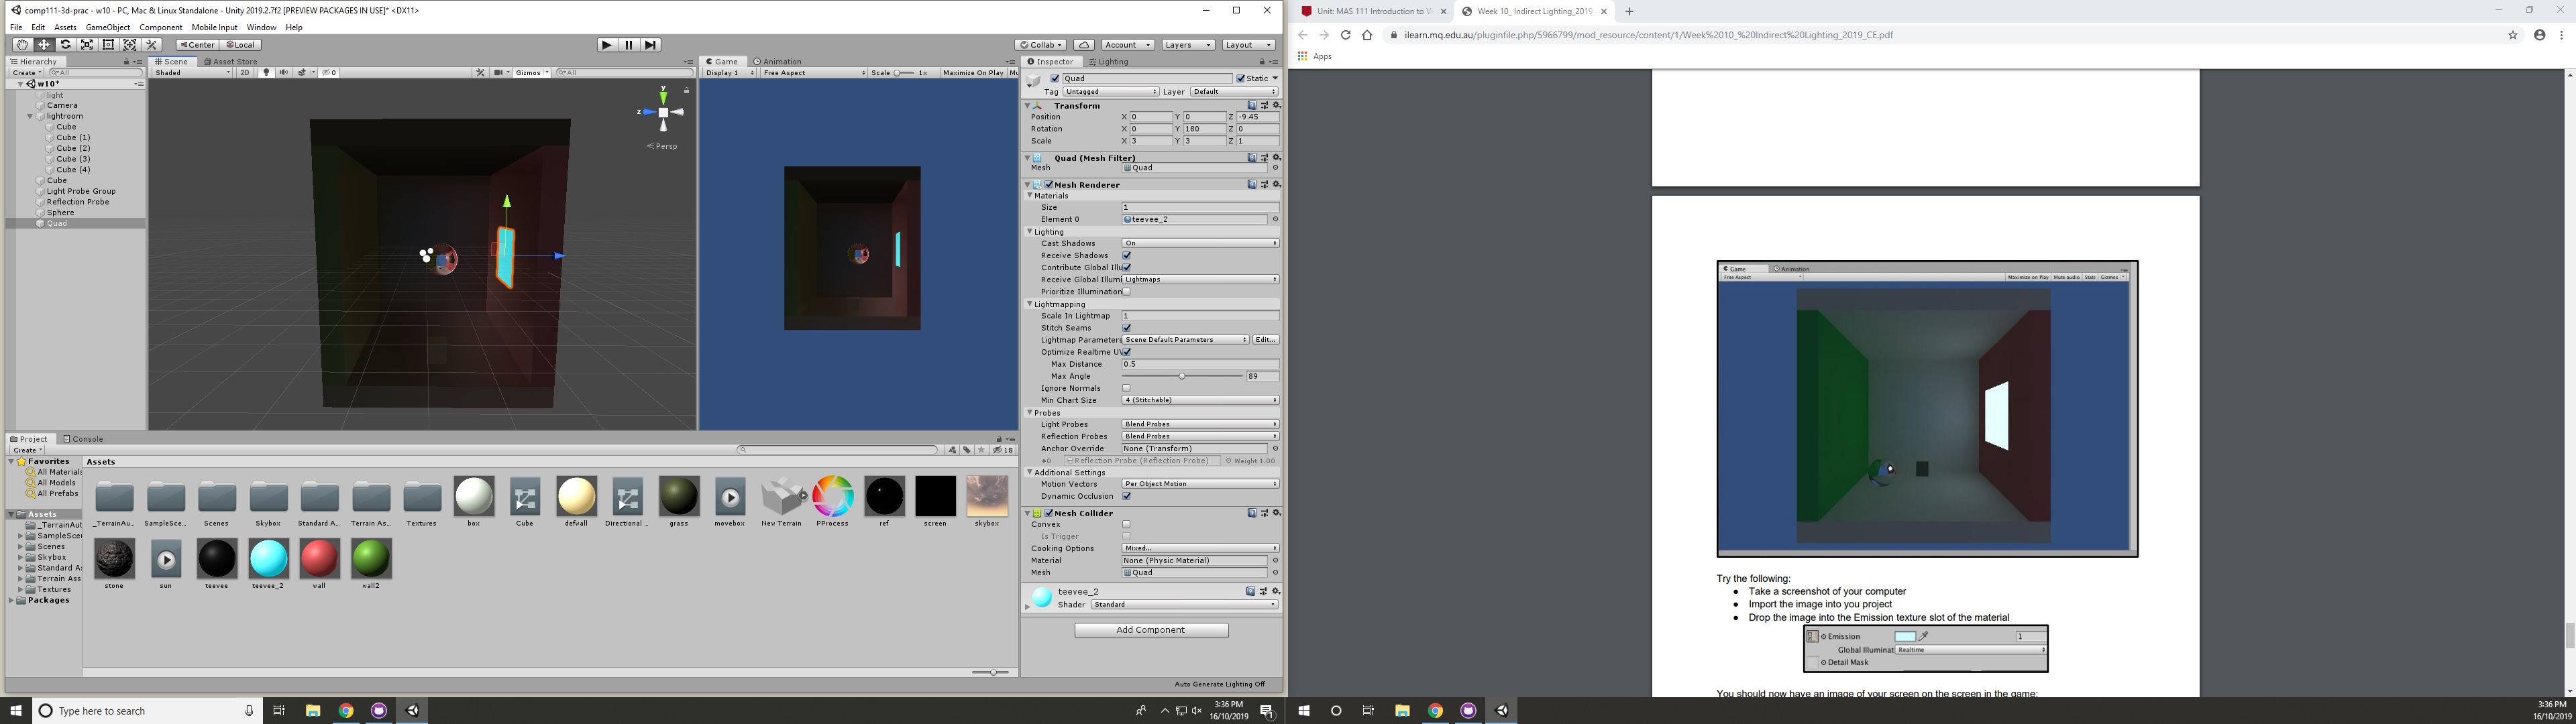 comp111-3d-prac - w10 - PC, Mac & Linux Standalone - Unity 2019.2.7f2 [PREVIEW PACKAGES IN USE]* <DX11>
File Edit Assets GameObject Component Mobile Input Window Help
Center Local
Collab Account Layers Layout
Hierarchy
Create All
w10*
light
Camera
lightroom
Cube
Cube (1)
Cube (2)
Cube (3)
Cube (4)
Cube
Light Probe Group
Reflection Probe
Sphere
Quad
Scene Asset Store
Shaded 2D 0 Gizmos All
y
z
Persp
Game Animation
Display 1 Free Aspect Scale 1x Maximize On Play Mu
Inspector Lighting
Quad Static
Tag Untagged Layer Default
Transform
Position X 0 Y 0 Z -9.45
Rotation X 0 Y 180 Z 0
Scale X 3 Y 3 Z 1
Quad (Mesh Filter)
Mesh Quad
Mesh Renderer
Materials
Size 1
Element 0 teevee_2
Lighting
Cast Shadows On
Receive Shadows
Contribute Global Illu
Receive Global Illum Lightmaps
Prioritize Illumination
Lightmapping
Scale In Lightmap 1
Stitch Seams
Lightmap Parameters Scene Default Parameters Edit...
Optimize Realtime UV
Max Distance 0.5
Max Angle 89
Ignore Normals
Min Chart Size 4 (Stitchable)
Probes
Light Probes Blend Probes
Reflection Probes Blend Probes
Anchor Override None (Transform)
#0 Reflection Probe (Reflection Probe) Weight 1.00
Additional Settings
Motion Vectors Per Object Motion
Dynamic Occlusion
Mesh Collider
Convex
Is Trigger
Cooking Options Mixed...
Material None (Physic Material)
Mesh Quad
teevee_2
Shader Standard
Add Component
Auto Generate Lighting Off
Project Console
Create 18
Favorites
All Materials
All Models
All Prefabs
Assets
_TerrainAut
SampleScen
Scenes
Skybox
Standard As
Terrain Ass
Textures
Packages
Assets
_TerrainAu... SampleSce... Scenes Skybox Standard A... Terrain As... Textures box Cube defwall Directional ... grass movebox New Terrain PProcess ref screen skybox
stone sun teevee teevee_2 wall wall2
Type here to search
3:36 PM
16/10/2019
1
Unit: MAS 111 Introduction to V
Week 10_ Indirect Lighting_2019
ilearn.mq.edu.au/pluginfile.php/5966799/mod_resource/content/1/Week%2010_%20Indirect%20Lighting_2019_CE.pdf
Apps
Game Animation
Free Aspect Maximize on Play Mute audio Stats Gizmos
Try the following:
● Take a screenshot of your computer
● Import the image into you project
● Drop the image into the Emission texture slot of the material
Emission 1
Global Illuminat Realtime
Detail Mask
You should now have an image of your screen on the screen in the game:
3:36 PM
16/10/2019